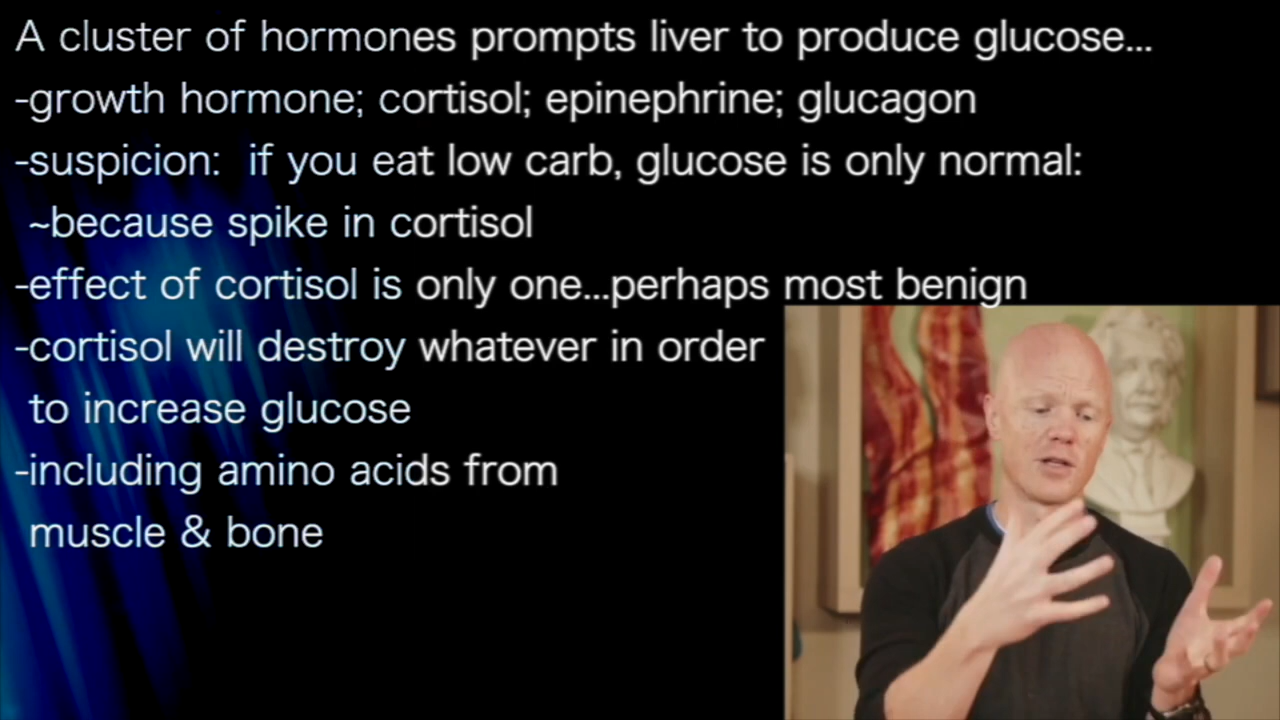 A cluster of hormones prompts liver to produce glucose...
-growth hormone; cortisol; epinephrine; glucagon
-suspicion: if you eat low carb, glucose is only normal:
~because spike in cortisol
-effect of cortisol is only one...perhaps most benign
-cortisol will destroy whatever in order
to increase glucose
-including amino acids from
muscle & bone